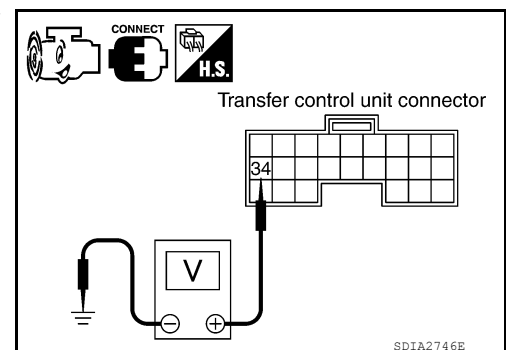 CONNECT
H.S.
Transfer control unit connector
34
V
SDIA2746E